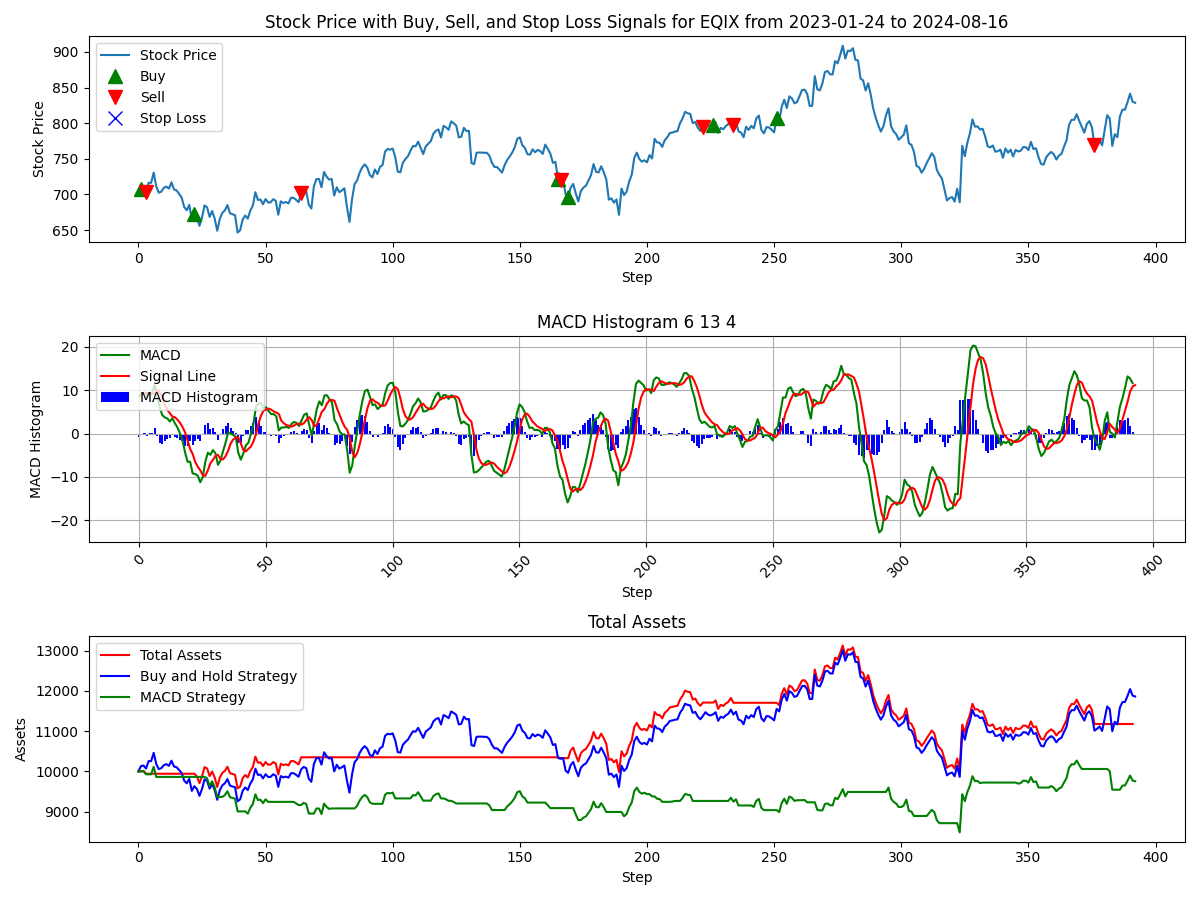 Stock Price with Buy, Sell, and Stop Loss Signals for EQIX from 2023-01-24 to 2024-08-16
Stock Price
900
850
800
750
700
650
Stock Price
Buy
Sell
Stop Loss
0 50 100 150 200 250 300 350 400
Step
MACD Histogram 6 13 4
MACD Histogram
20
10
0
−10
−20
MACD
Signal Line
MACD Histogram
0 50 100 150 200 250 300 350 400
Step
Total Assets
Assets
13000
12000
11000
10000
9000
Total Assets
Buy and Hold Strategy
MACD Strategy
0 50 100 150 200 250 300 350 400
Step